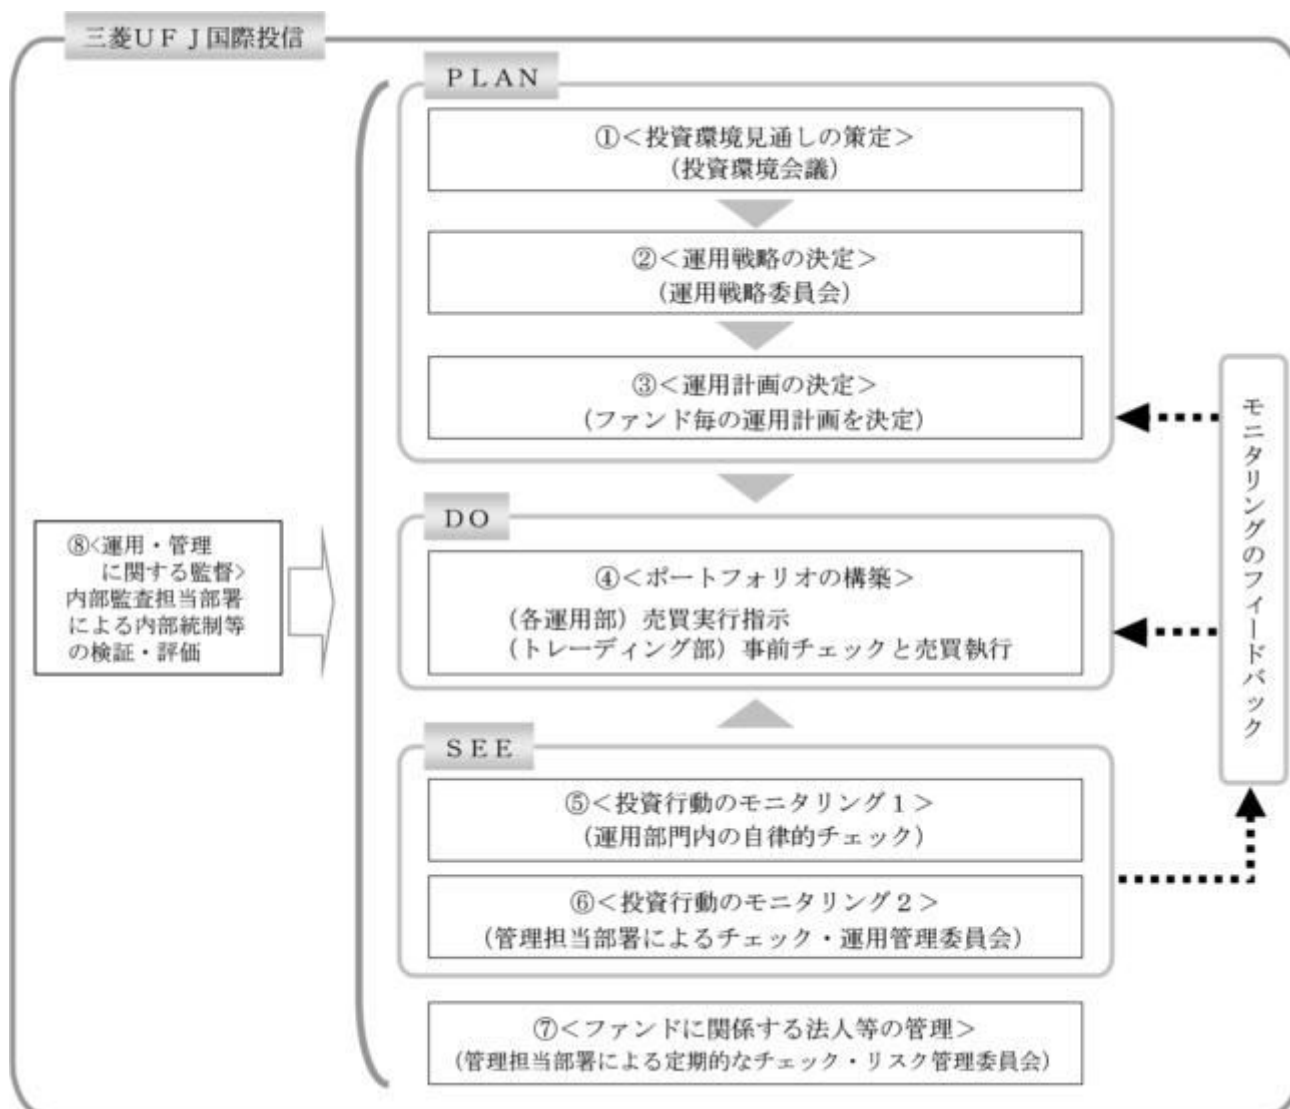 三菱ＵＦＪ国際投信
ＰＬＡＮ
①＜投資環境見通しの策定＞
（投資環境会議）
②＜運用戦略の決定＞
（運用戦略委員会）
③＜運用計画の決定＞
（ファンド毎の運用計画を決定）
ＤＯ
④＜ポートフォリオの構築＞
（各運用部）売買実行指示
（トレーディング部）事前チェックと売買執行
ＳＥＥ
⑤＜投資行動のモニタリング１＞
（運用部門内の自律的チェック）
⑥＜投資行動のモニタリング２＞
（管理担当部署によるチェック・運用管理委員会）
⑦＜ファンドに関係する法人等の管理＞
（管理担当部署による定期的なチェック・リスク管理委員会）
⑧<運用・管理
に関する監督>
内部監査担当部署
による内部統制等
の検証・評価
モニタリングのフィードバック